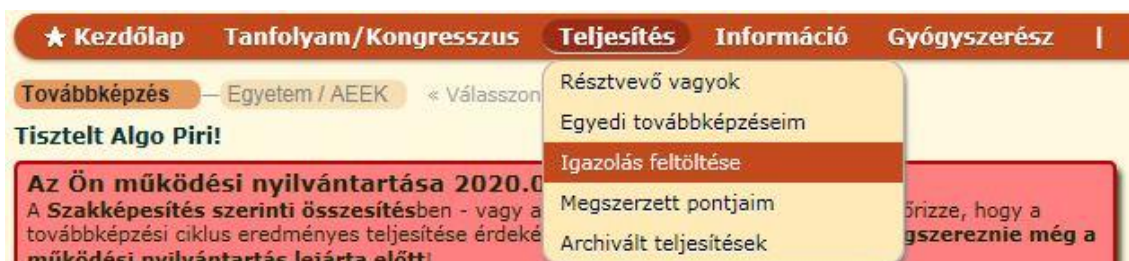 ★ Kezdőlap Tanfolyam/Kongresszus Teljesítés Információ Gyógyszerész |
Továbbképzés — Egyetem / AEEK « Válasszon
Tisztelt Algo Piri!
Résztvevő vagyok
Egyedi továbbképzéseim
Igazolás feltöltése
Megszerzett pontjaim
Archivált teljesítések
Az Ön működési nyilvántartása 2020.0
A Szakképesítés szerinti összesítésben - vagy a őrizze, hogy a
továbbképzési ciklus eredményes teljesítése érdeké gszereznie még a
működési nyilvántartás lejárta előtt!